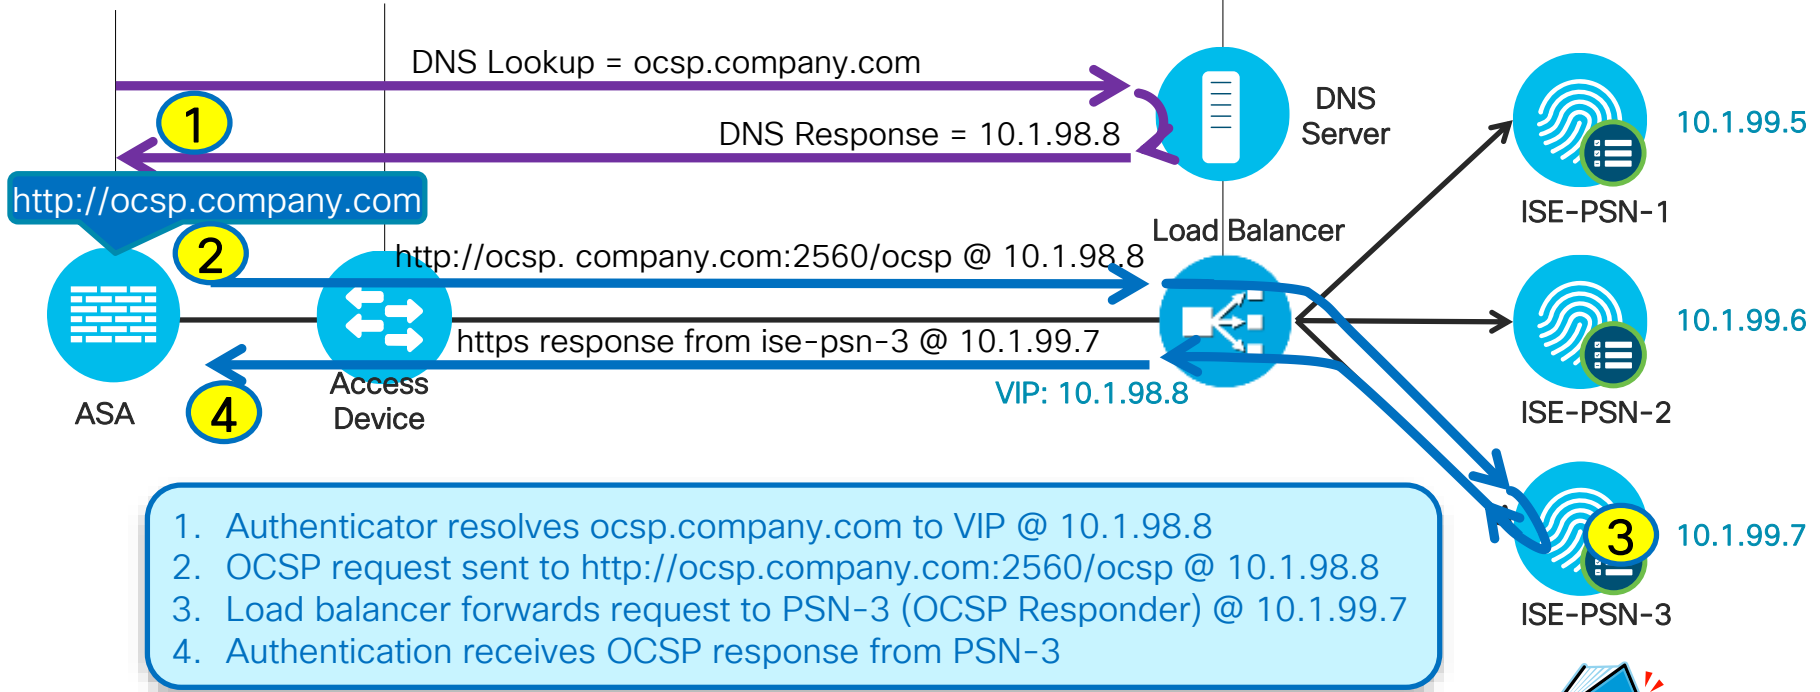 DNS Lookup = ocsp.company.com
1
DNS Response = 10.1.98.8
DNS
Server
10.1.99.5
ISE-PSN-1
http://ocsp.company.com
2
http://ocsp. company.com:2560/ocsp @ 10.1.98.8
Load Balancer
https response from ise-psn-3 @ 10.1.99.7
10.1.99.6
ISE-PSN-2
VIP: 10.1.98.8
ASA
4
Access
Device
3
10.1.99.7
ISE-PSN-3
1. Authenticator resolves ocsp.company.com to VIP @ 10.1.98.8
2. OCSP request sent to http://ocsp.company.com:2560/ocsp @ 10.1.98.8
3. Load balancer forwards request to PSN-3 (OCSP Responder) @ 10.1.99.7
4. Authentication receives OCSP response from PSN-3